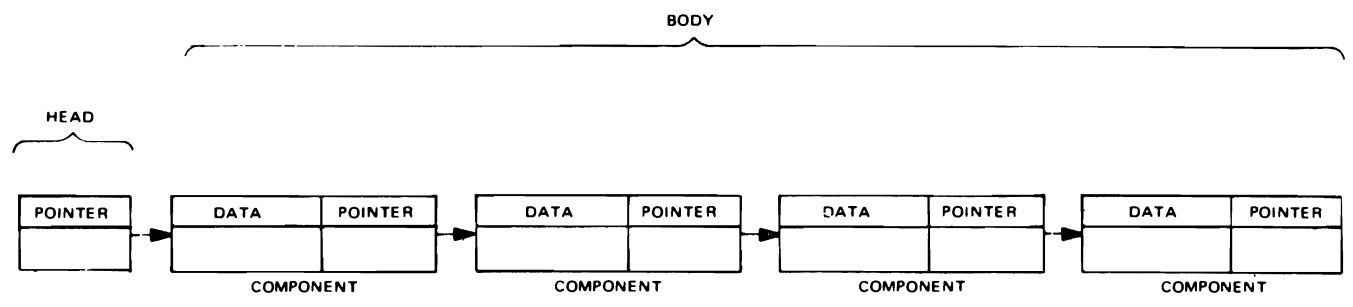 BODY
HEAD
POINTER
DATA POINTER
DATA POINTER
DATA POINTER
DATA POINTER
COMPONENT
COMPONENT
COMPONENT
COMPONENT